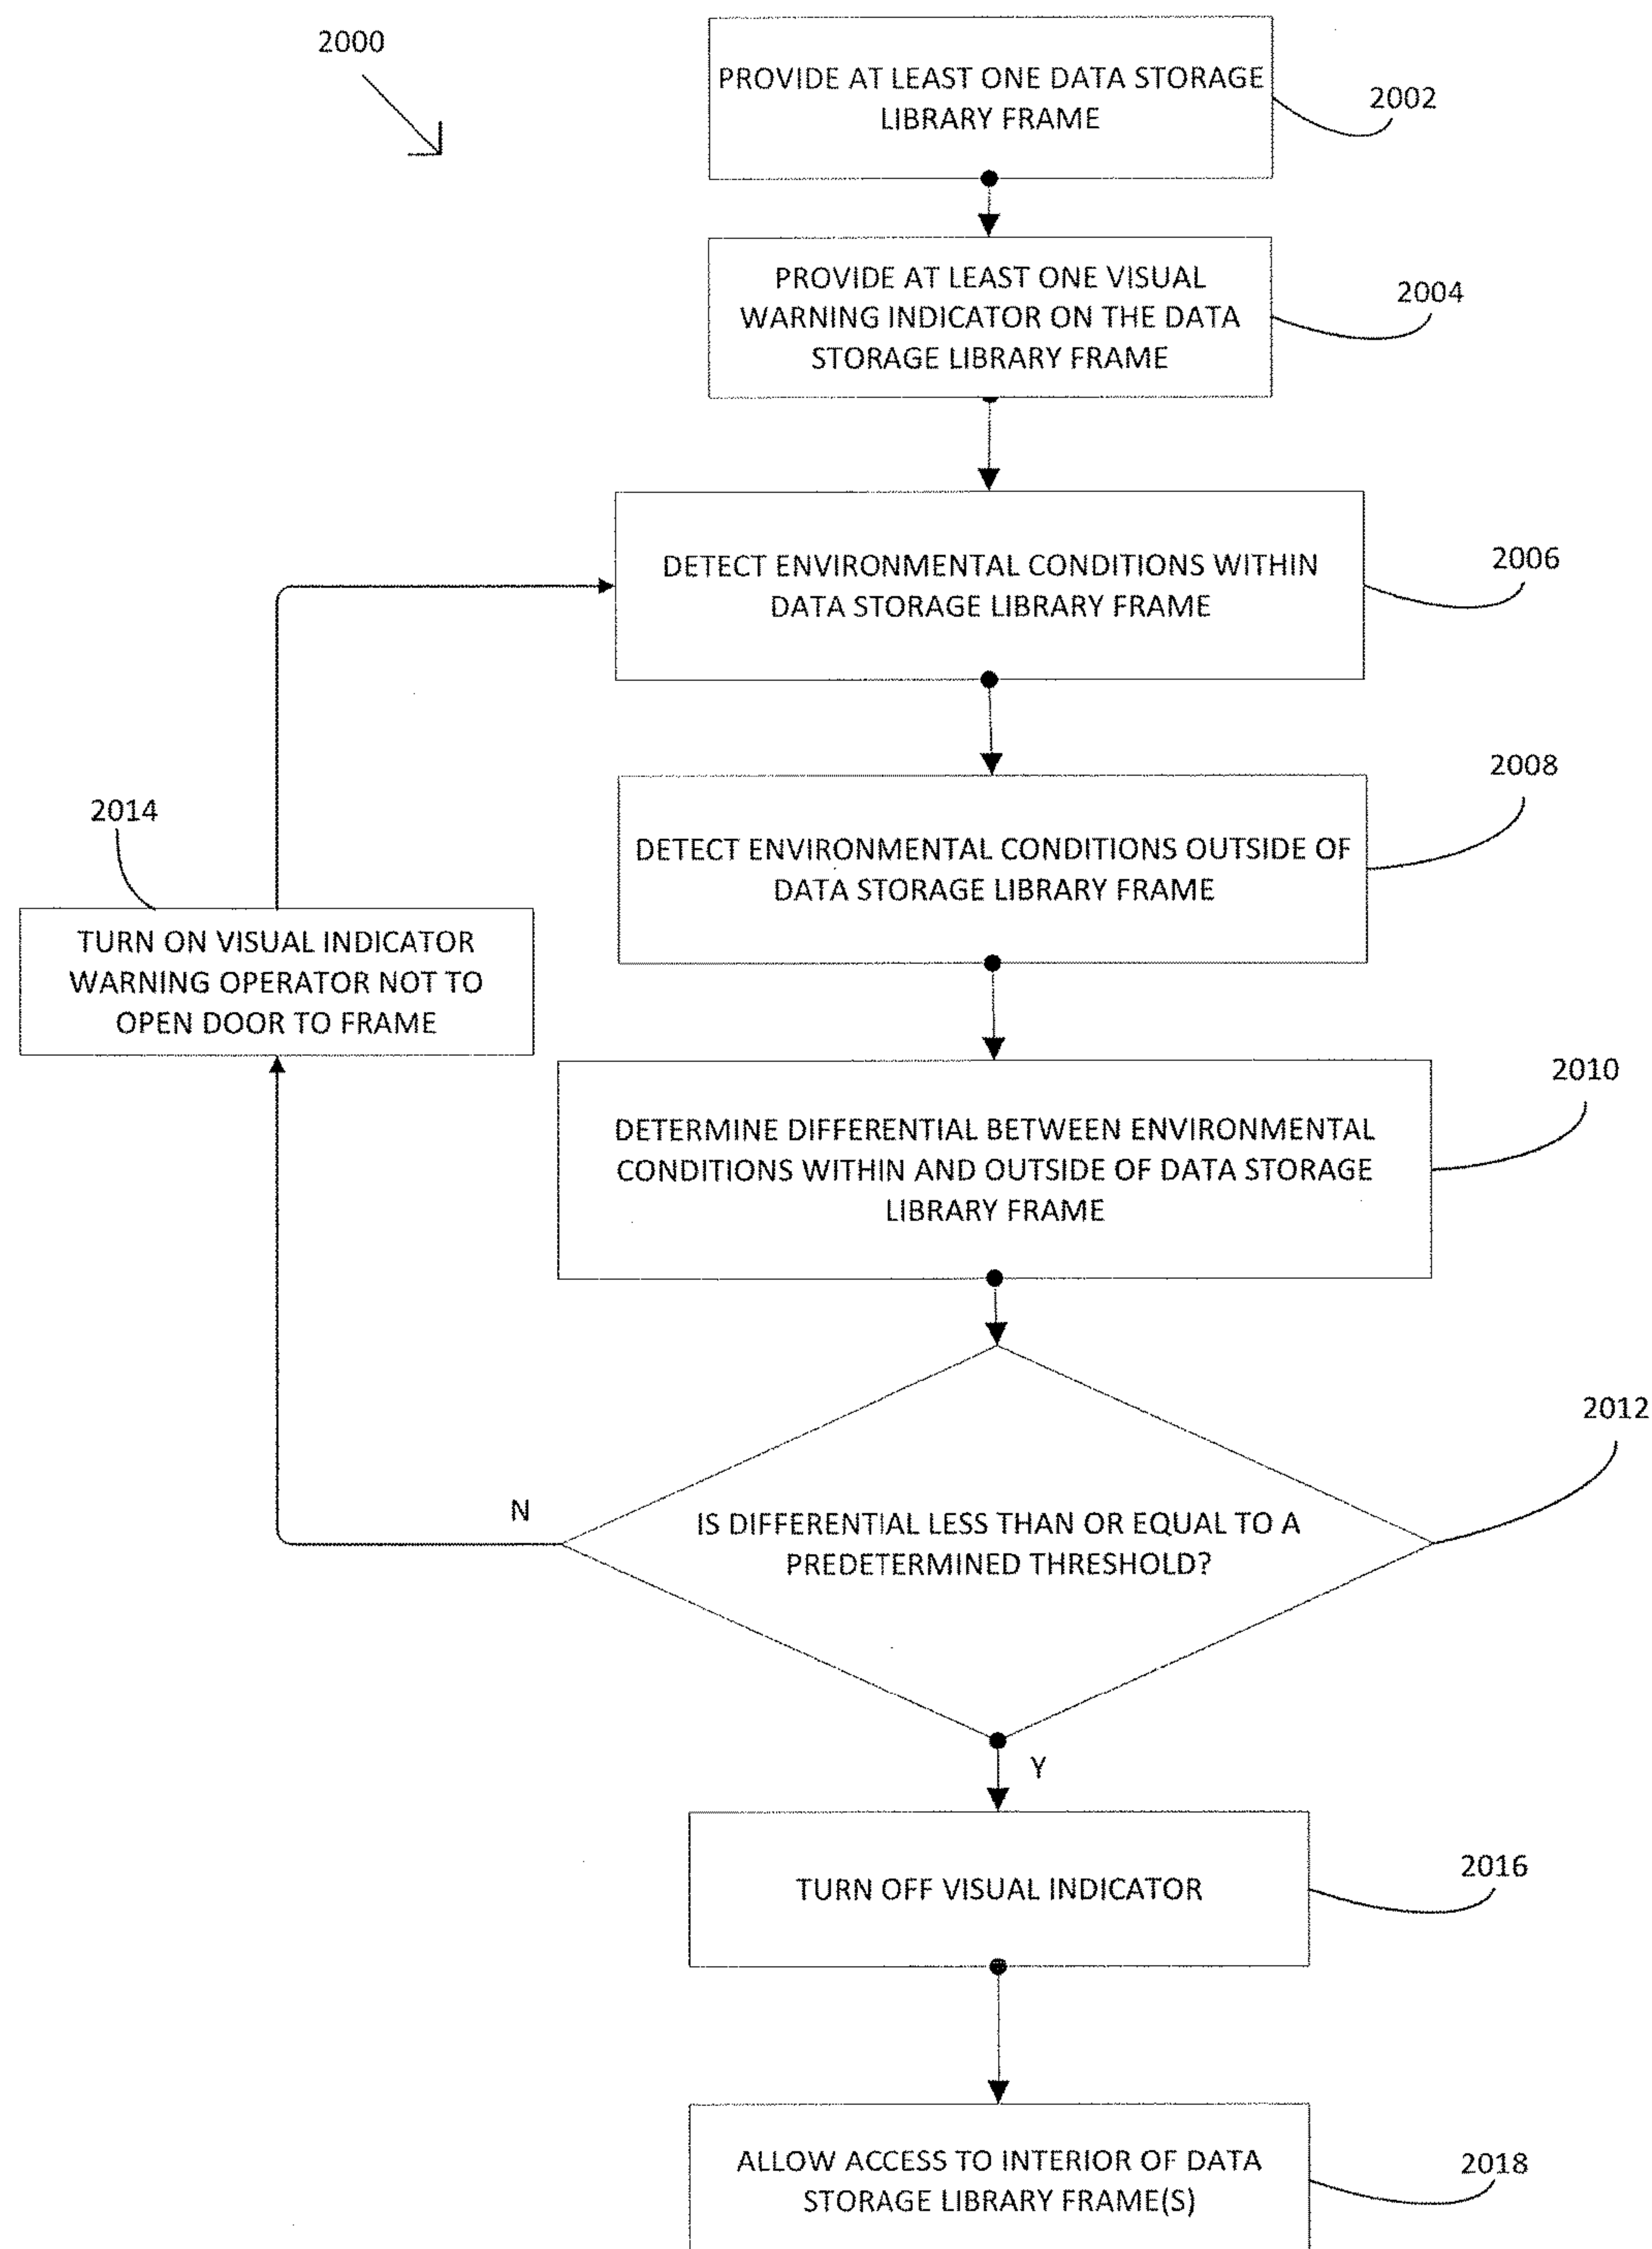 2000
PROVIDE AT LEAST ONE DATA STORAGE
LIBRARY FRAME
2002
PROVIDE AT LEAST ONE VISUAL
WARNING INDICATOR ON THE DATA
STORAGE LIBRARY FRAME
2004
DETECT ENVIRONMENTAL CONDITIONS WITHIN
DATA STORAGE LIBRARY FRAME
2006
DETECT ENVIRONMENTAL CONDITIONS OUTSIDE OF
DATA STORAGE LIBRARY FRAME
2008
2014
TURN ON VISUAL INDICATOR
WARNING OPERATOR NOT TO
OPEN DOOR TO FRAME
DETERMINE DIFFERENTIAL BETWEEN ENVIRONMENTAL
CONDITIONS WITHIN AND OUTSIDE OF DATA STORAGE
LIBRARY FRAME
2010
IS DIFFERENTIAL LESS THAN OR EQUAL TO A
PREDETERMINED THRESHOLD?
2012
N
Y
TURN OFF VISUAL INDICATOR
2016
ALLOW ACCESS TO INTERIOR OF DATA
STORAGE LIBRARY FRAME(S)
2018